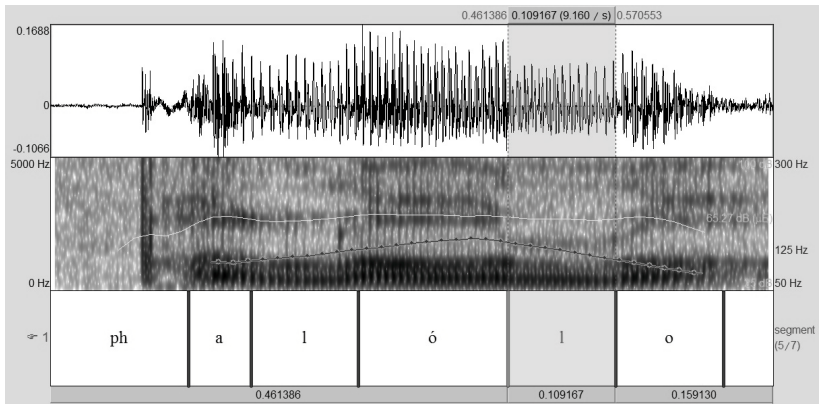 0.461386 0.109167 (9.160 / s) 0.570553
0.1688
0
-0.1066
5000 Hz 300 Hz
65.27 dB (µE)
125 Hz
0 Hz 50 Hz
1 ph a l ó l o segment
(5/7)
0.461386 0.109167 0.159130